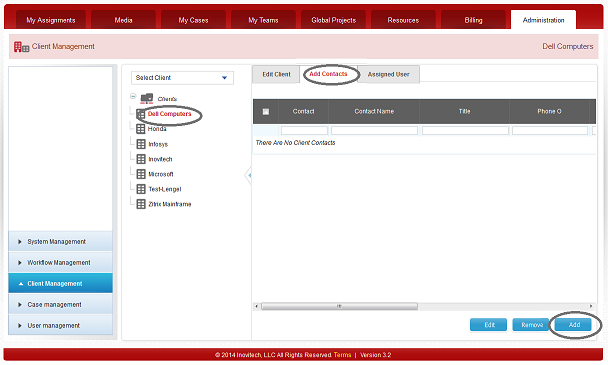 My Assignments Media My Cases My Teams Global Projects Resources Billing Administration
Client Management Dell Computers
Select Client
Clients
Dell Computers
Honda
Infosys
Inovitech
Microsoft
Test-Lengel
Zitrix Mainframe
Edit Client Add Contacts Assigned User
Contact Contact Name Title Phone O
There Are No Client Contacts
System Management
Workflow Management
Client Management
Case management
User management
Edit Remove Add
© 2014 Inovitech, LLC All Rights Reserved. Terms | Version 3.2